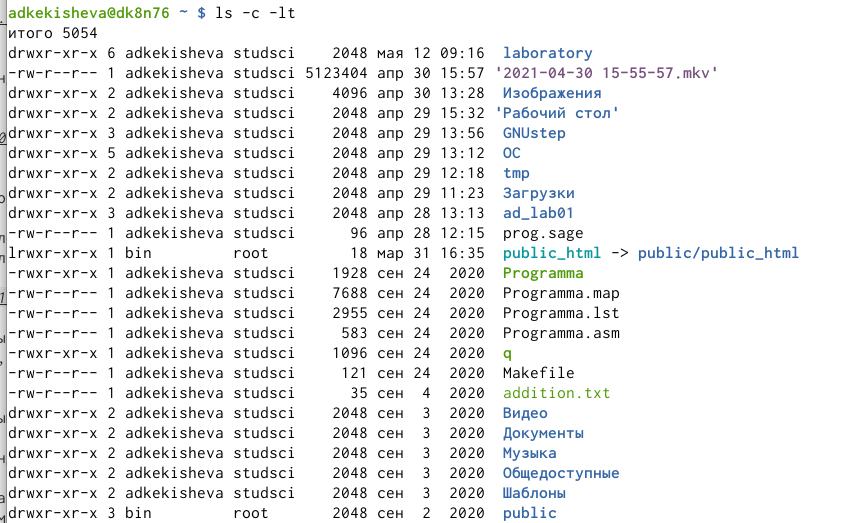 adkekisheva@dk8n76 ~ $ ls -c -lt
итого 5054
drwxr-xr-x 6 adkekisheva studsci    2048 мая 12 09:16  laboratory
-rw-r--r-- 1 adkekisheva studsci 5123404 апр 30 15:57 '2021-04-30 15-55-57.mkv'
drwxr-xr-x 2 adkekisheva studsci    4096 апр 30 13:28  Изображения
drwxr-xr-x 2 adkekisheva studsci    2048 апр 29 15:32 'Рабочий стол'
drwxr-xr-x 3 adkekisheva studsci    2048 апр 29 13:56  GNUstep
drwxr-xr-x 5 adkekisheva studsci    2048 апр 29 13:12  ОС
drwxr-xr-x 2 adkekisheva studsci    2048 апр 29 12:18  tmp
drwxr-xr-x 2 adkekisheva studsci    2048 апр 29 11:23  Загрузки
drwxr-xr-x 3 adkekisheva studsci    2048 апр 28 13:13  ad_lab01
-rw-r--r-- 1 adkekisheva studsci      96 апр 28 12:15  prog.sage
lrwxr-xr-x 1 bin         root         18 мар 31 16:35  public_html -> public/public_html
-rwxr-xr-x 1 adkekisheva studsci    1928 сен 24  2020  Programma
-rw-r--r-- 1 adkekisheva studsci    7688 сен 24  2020  Programma.map
-rw-r--r-- 1 adkekisheva studsci    2955 сен 24  2020  Programma.lst
-rw-r--r-- 1 adkekisheva studsci     583 сен 24  2020  Programma.asm
-rwxr-xr-x 1 adkekisheva studsci    1096 сен 24  2020  q
-rw-r--r-- 1 adkekisheva studsci     121 сен 24  2020  Makefile
-rw-r--r-- 1 adkekisheva studsci      35 сен  4  2020  addition.txt
drwxr-xr-x 2 adkekisheva studsci    2048 сен  3  2020  Видео
drwxr-xr-x 2 adkekisheva studsci    2048 сен  3  2020  Документы
drwxr-xr-x 2 adkekisheva studsci    2048 сен  3  2020  Музыка
drwxr-xr-x 2 adkekisheva studsci    2048 сен  3  2020  Общедоступные
drwxr-xr-x 2 adkekisheva studsci    2048 сен  3  2020  Шаблоны
drwxr-xr-x 3 bin         root       2048 сен  2  2020  public